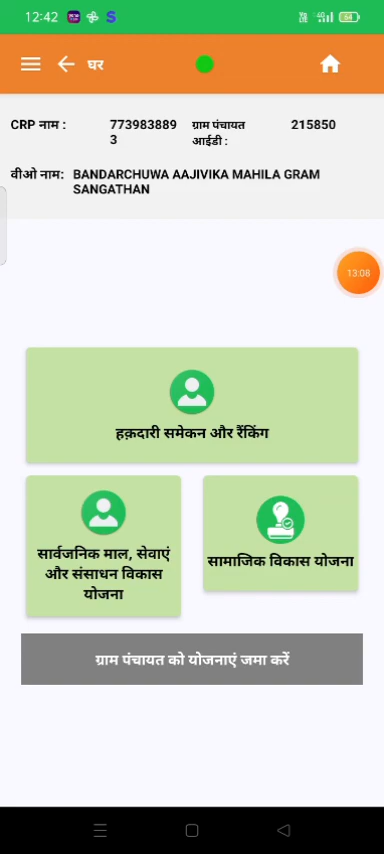 12:42
64
घर
CRP नाम :
773983889
3
ग्राम पंचायत
आईडी :
215850
वीओ नाम: BANDARCHUWA AAJIVIKA MAHILA GRAM
SANGATHAN
13:08
हक़दारी समेकन और रैंकिंग
सार्वजनिक माल, सेवाएं
और संसाधन विकास
योजना
सामाजिक विकास योजना
ग्राम पंचायत को योजनाएं जमा करें